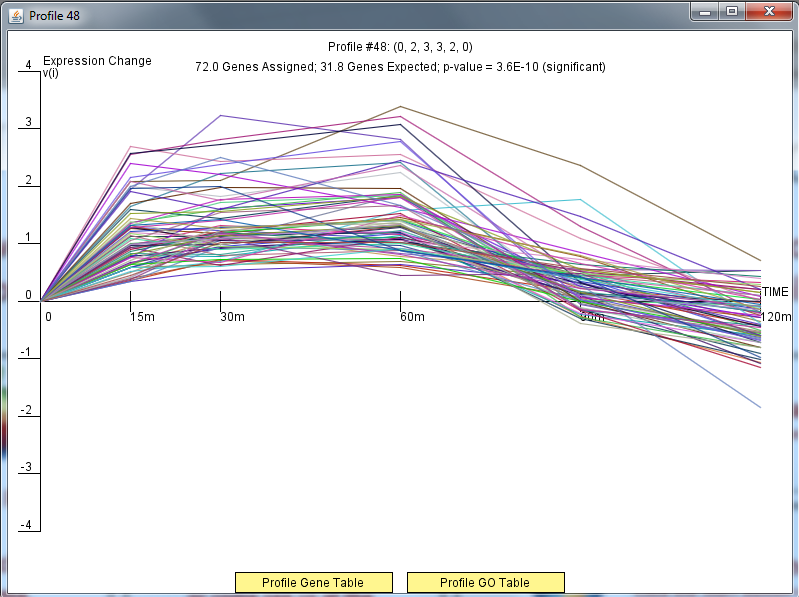 Profile 48
Profile #48: (0, 2, 3, 3, 2, 0)
72.0 Genes Assigned; 31.8 Genes Expected; p-value = 3.6E-10 (significant)
Expression Change
v(i)
4
3
2
1
0
-1
-2
-3
-4
0
15m
30m
60m
90m
120m
TIME
Profile Gene Table
Profile GO Table